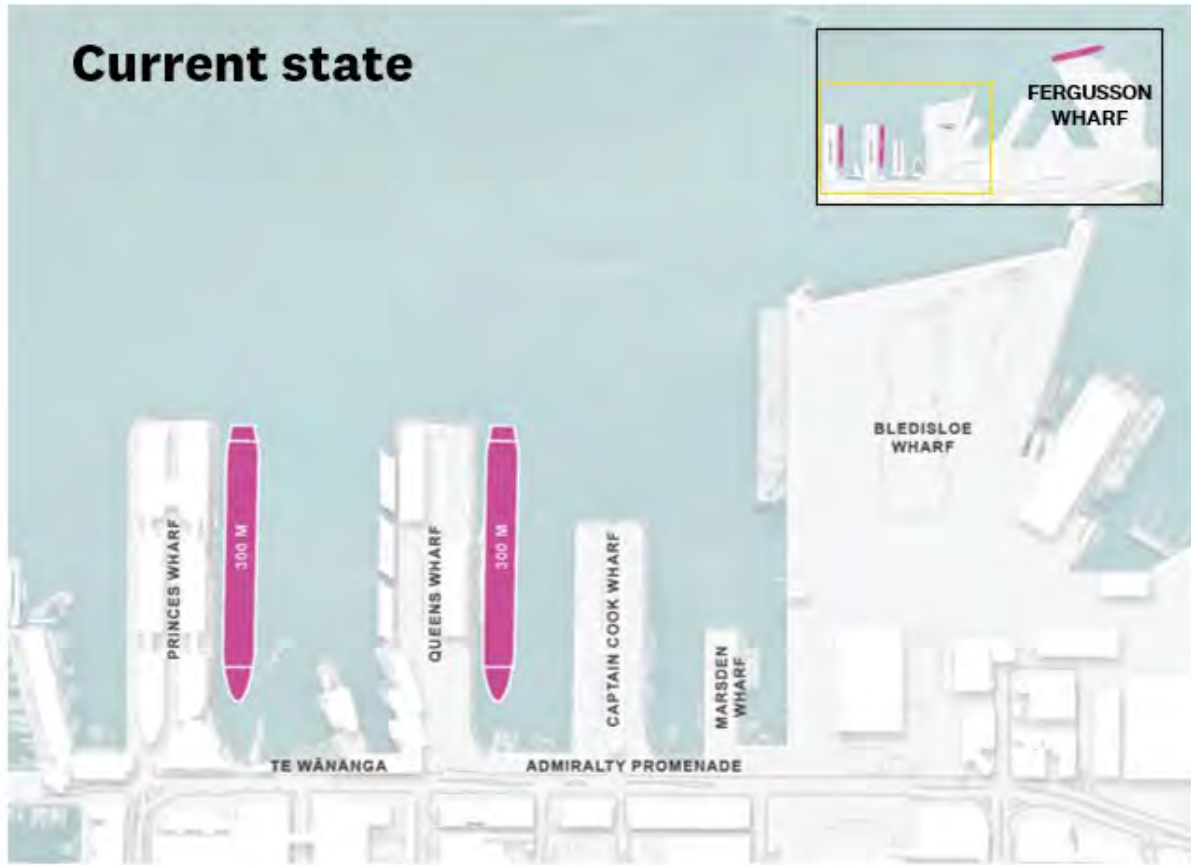 Current state
FERGUSSON
WHARF
BLEDISLOE
WHARF
PRINCES WHARF
300 M
QUEENS WHARF
300 M
CAPTAIN COOK WHARF
MARSDEN
WHARF
TE WĀNANGA
ADMIRALTY PROMENADE